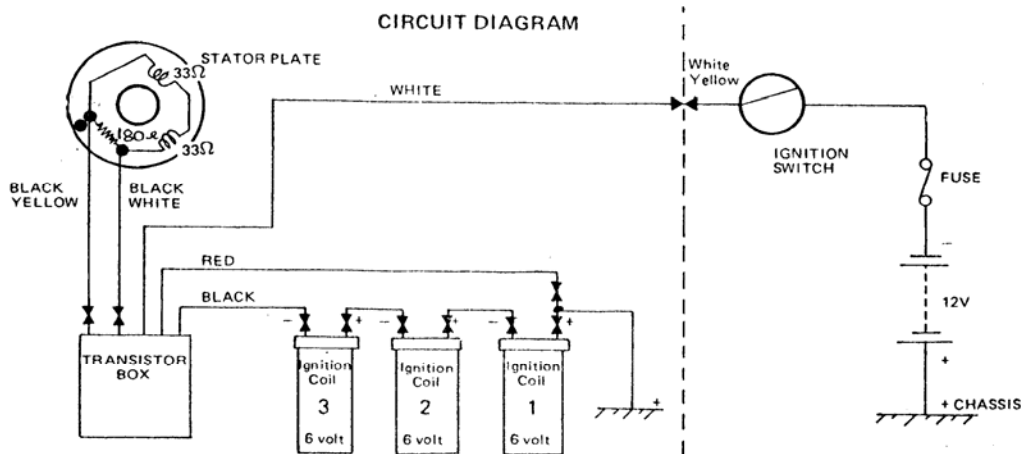 CIRCUIT DIAGRAM
STATOR PLATE
33Ω
180Ω
33Ω
BLACK
YELLOW
BLACK
WHITE
WHITE
White
Yellow
IGNITION
SWITCH
FUSE
–
12V
+
+ CHASSIS
RED
BLACK
TRANSISTOR
BOX
– +
Ignition
Coil
3
6 volt
– +
Ignition
Coil
2
6 volt
– +
Ignition
Coil
1
6 volt
+